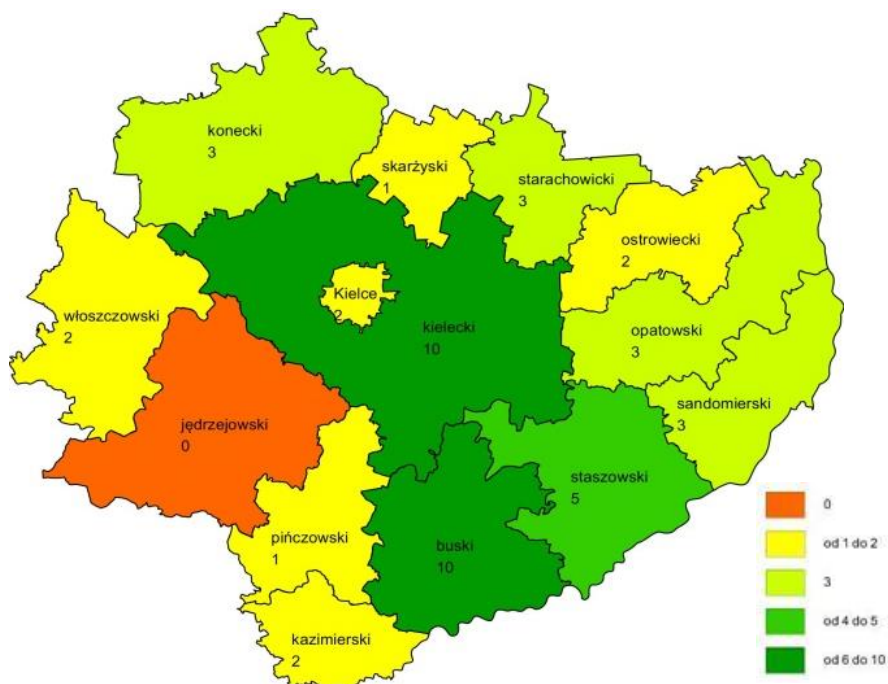 konecki
3
skarżyski
1
starachowicki
3
ostrowiecki
2
Kielce
2
włoszczowski
2
kielecki
10
opatowski
3
jędrzejowski
0
sandomierski
3
staszowski
5
pińczowski
1
buski
10
kazimierski
2
0
od 1 do 2
3
od 4 do 5
od 6 do 10